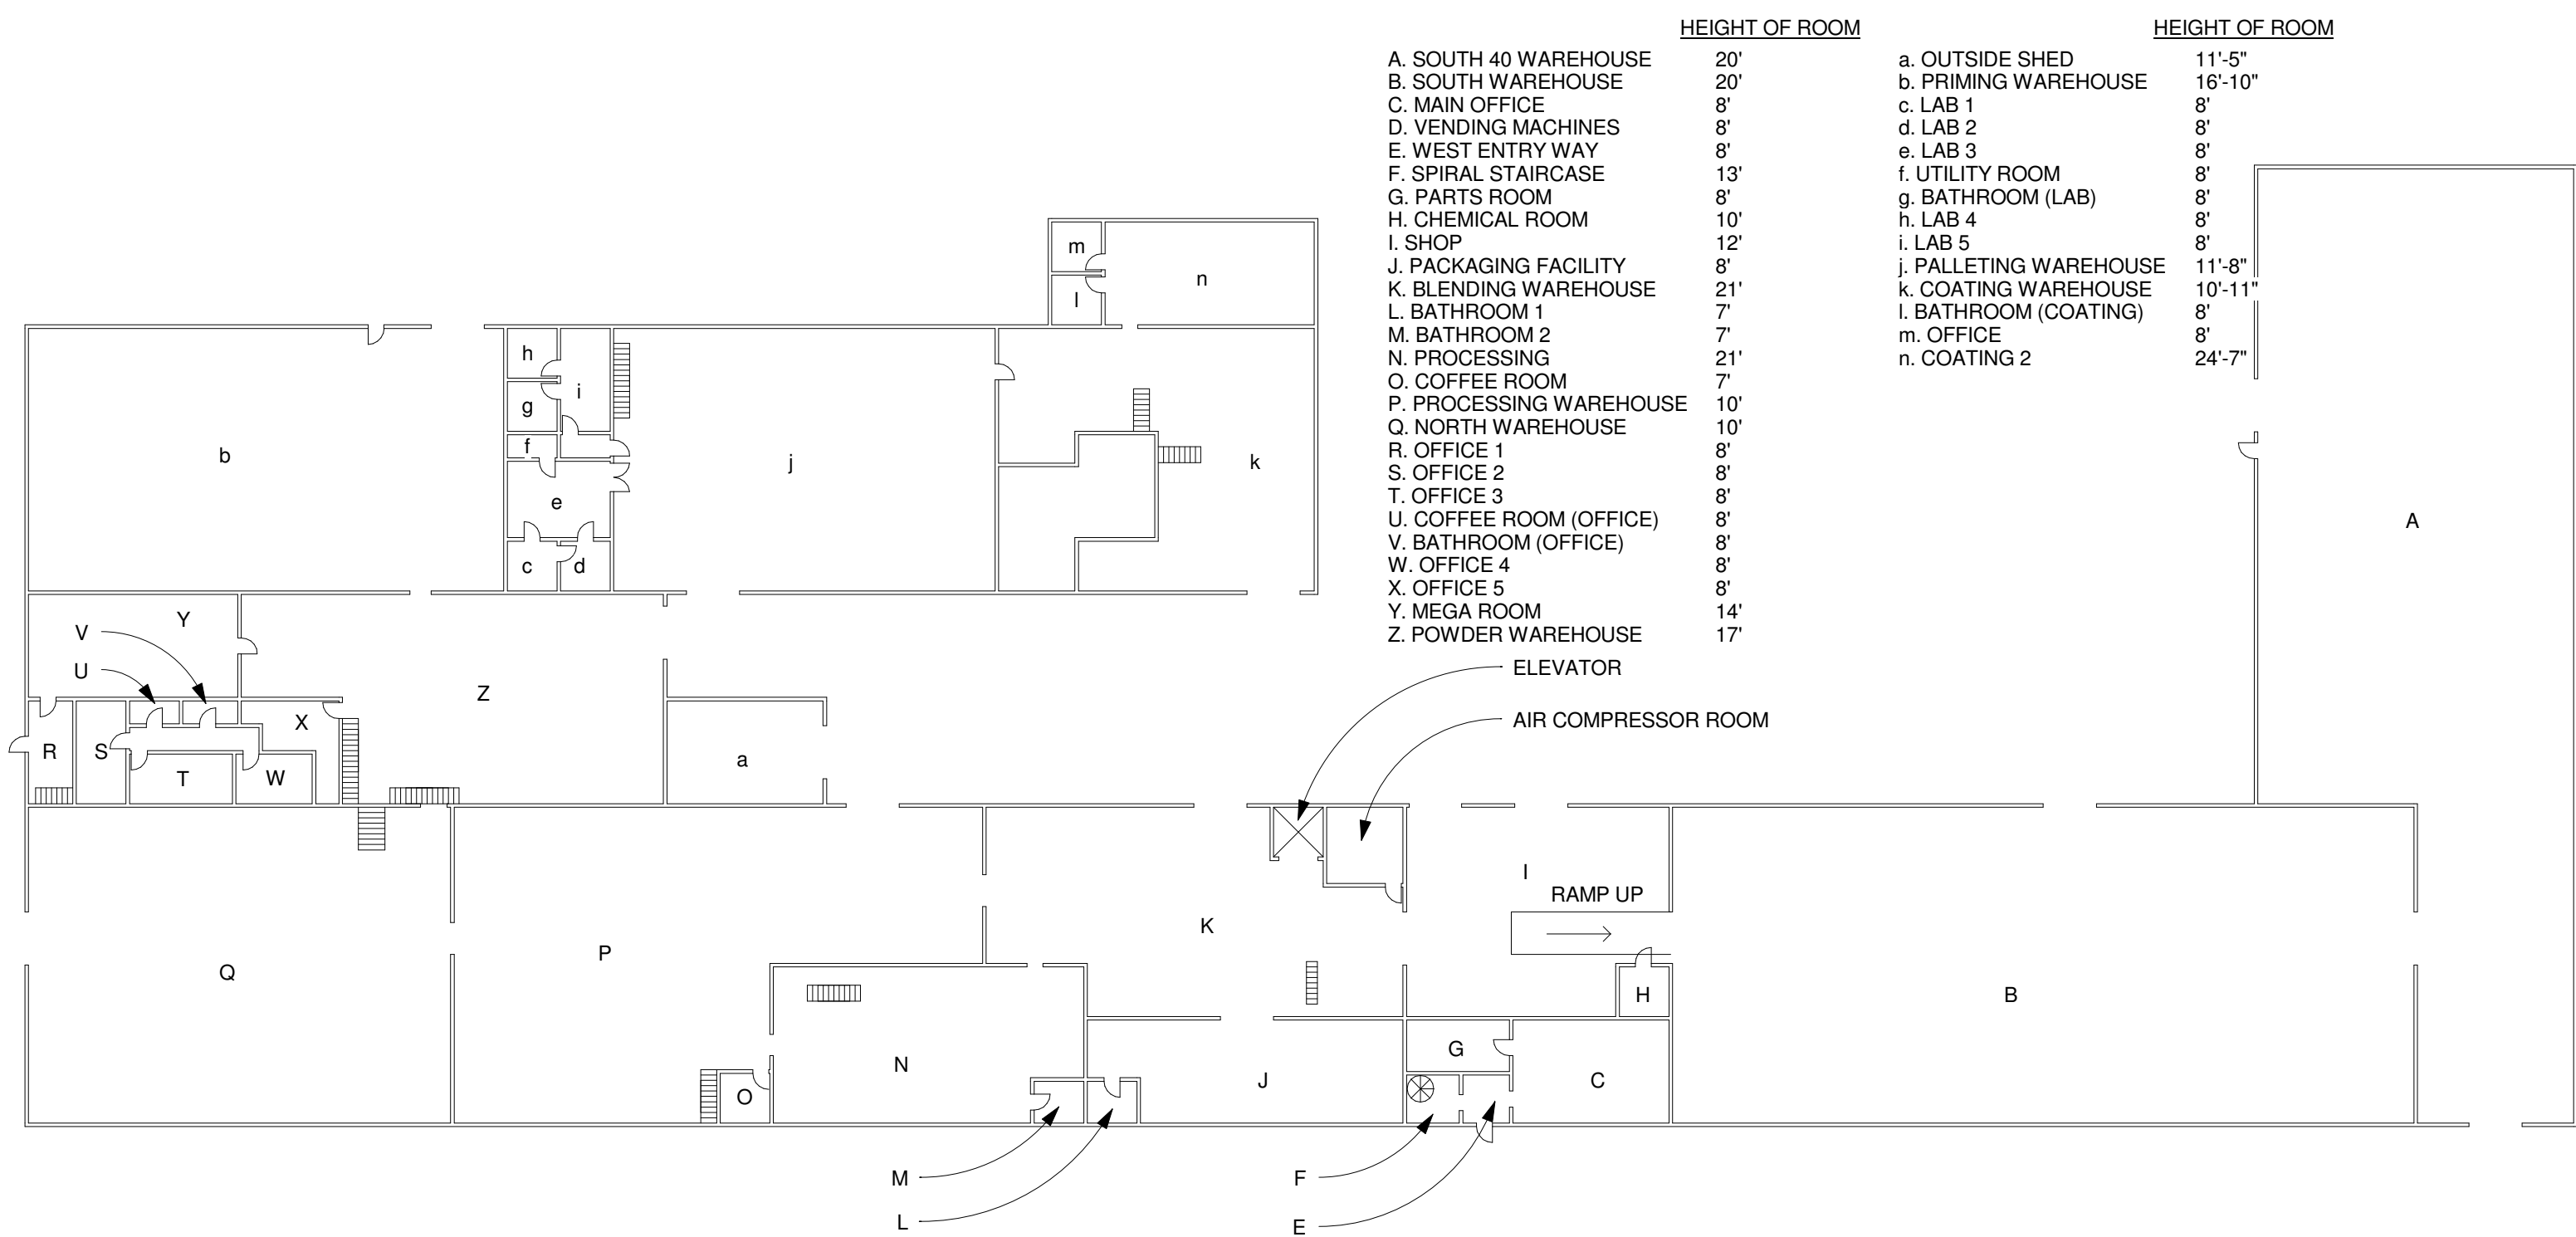 HEIGHT OF ROOM
A. SOUTH 40 WAREHOUSE 20'
B. SOUTH WAREHOUSE 20'
C. MAIN OFFICE 8'
D. VENDING MACHINES 8'
E. WEST ENTRY WAY 8'
F. SPIRAL STAIRCASE 13'
G. PARTS ROOM 8'
H. CHEMICAL ROOM 10'
I. SHOP 12'
J. PACKAGING FACILITY 8'
K. BLENDING WAREHOUSE 21'
L. BATHROOM 1 7'
M. BATHROOM 2 7'
N. PROCESSING 21'
O. COFFEE ROOM 7'
P. PROCESSING WAREHOUSE 10'
Q. NORTH WAREHOUSE 10'
R. OFFICE 1 8'
S. OFFICE 2 8'
T. OFFICE 3 8'
U. COFFEE ROOM (OFFICE) 8'
V. BATHROOM (OFFICE) 8'
W. OFFICE 4 8'
X. OFFICE 5 8'
Y. MEGA ROOM 14'
Z. POWDER WAREHOUSE 17'
HEIGHT OF ROOM
a. OUTSIDE SHED 11'-5"
b. PRIMING WAREHOUSE 16'-10"
c. LAB 1 8'
d. LAB 2 8'
e. LAB 3 8'
f. UTILITY ROOM 8'
g. BATHROOM (LAB) 8'
h. LAB 4 8'
i. LAB 5 8'
j. PALLETING WAREHOUSE 11'-8"
k. COATING WAREHOUSE 10'-11"
l. BATHROOM (COATING) 8'
m. OFFICE 8'
n. COATING 2 24'-7"
m
n
l
h
i
g
f
b
j
k
e
c
d
A
Y
V
U
Z
ELEVATOR
AIR COMPRESSOR ROOM
X
R
S
T
W
a
I
RAMP UP
K
P
Q
H
B
G
N
J
C
O
M
F
L
E